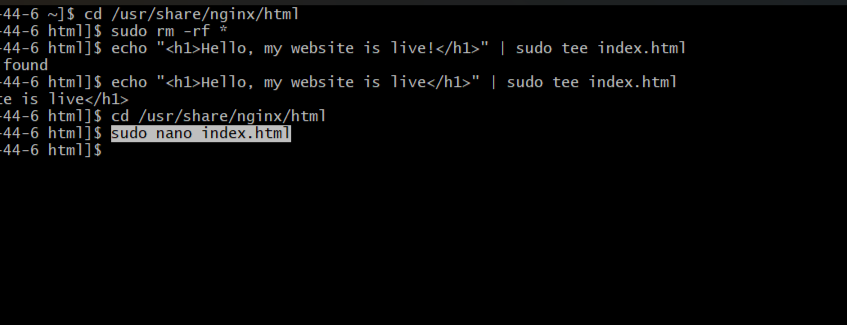 -44-6 ~]$ cd /usr/share/nginx/html
-44-6 html]$ sudo rm -rf *
-44-6 html]$ echo "<h1>Hello, my website is live!</h1>" | sudo tee index.html
found
-44-6 html]$ echo "<h1>Hello, my website is live</h1>" | sudo tee index.html
te is live</h1>
-44-6 html]$ cd /usr/share/nginx/html
-44-6 html]$ sudo nano index.html
-44-6 html]$